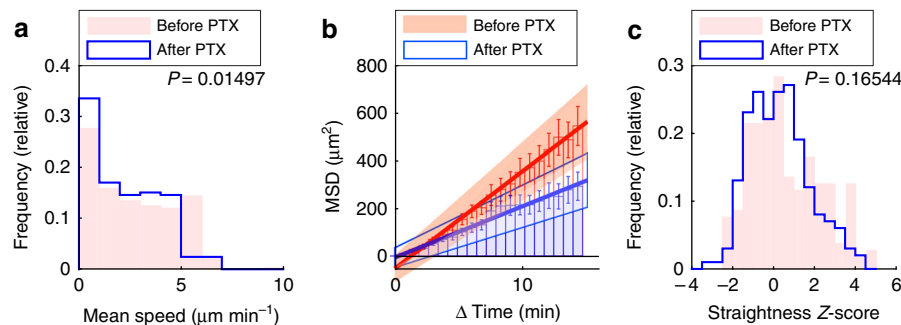 a
Before PTX
After PTX
P = 0.01497
Frequency (relative)
0.4
0.3
0.2
0.1
0
0 5 10
Mean speed (μm min⁻¹)
b
Before PTX
After PTX
MSD (μm²)
800
600
400
200
0
0 10
Δ Time (min)
c
Before PTX
After PTX
P = 0.16544
Frequency (relative)
0.3
0.2
0.1
0
−4 −2 0 2 4 6
Straightness Z-score